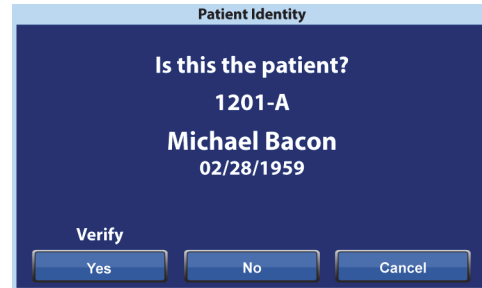 Patient Identity
Is this the patient?
1201-A
Michael Bacon
02/28/1959
Verify
Yes No Cancel